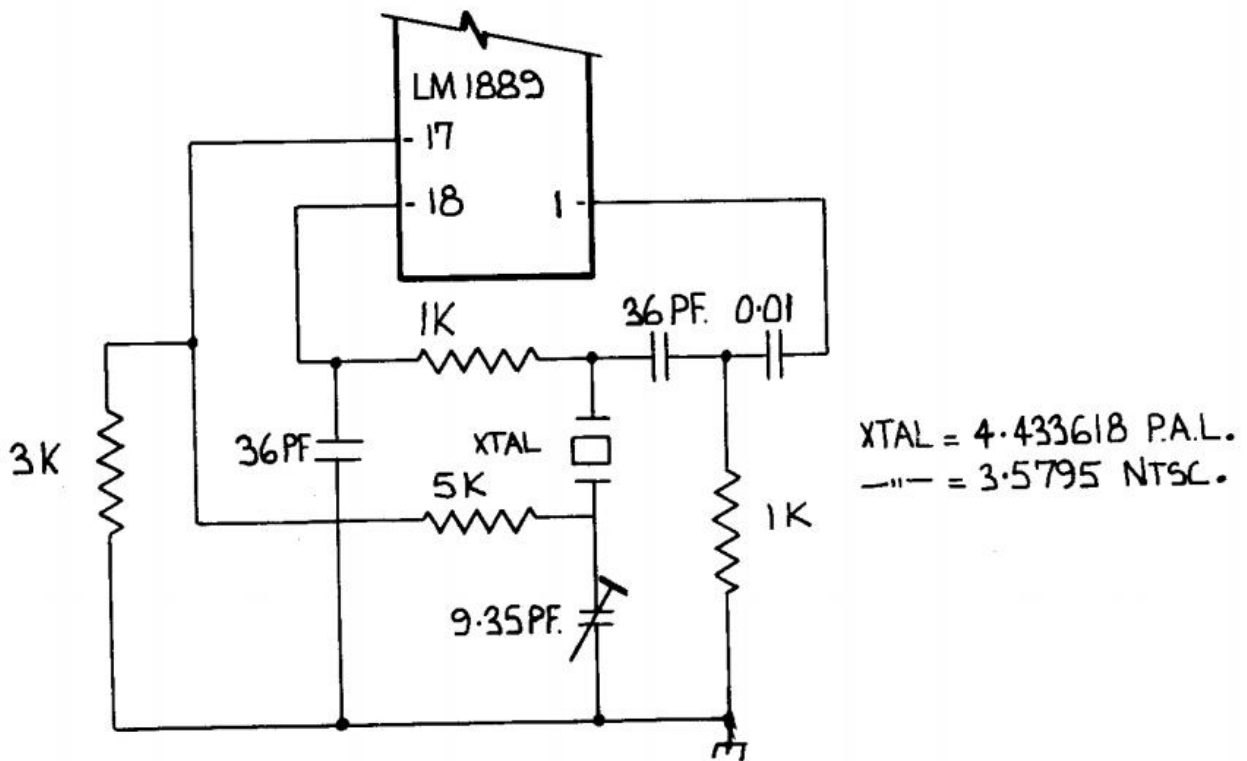 LM1889
17
18
1
1K
36PF.
0.01
3K
36PF
XTAL
5K
9.35PF.
1K
XTAL = 4.433618 P.A.L.
—"— = 3.5795 NTSC.